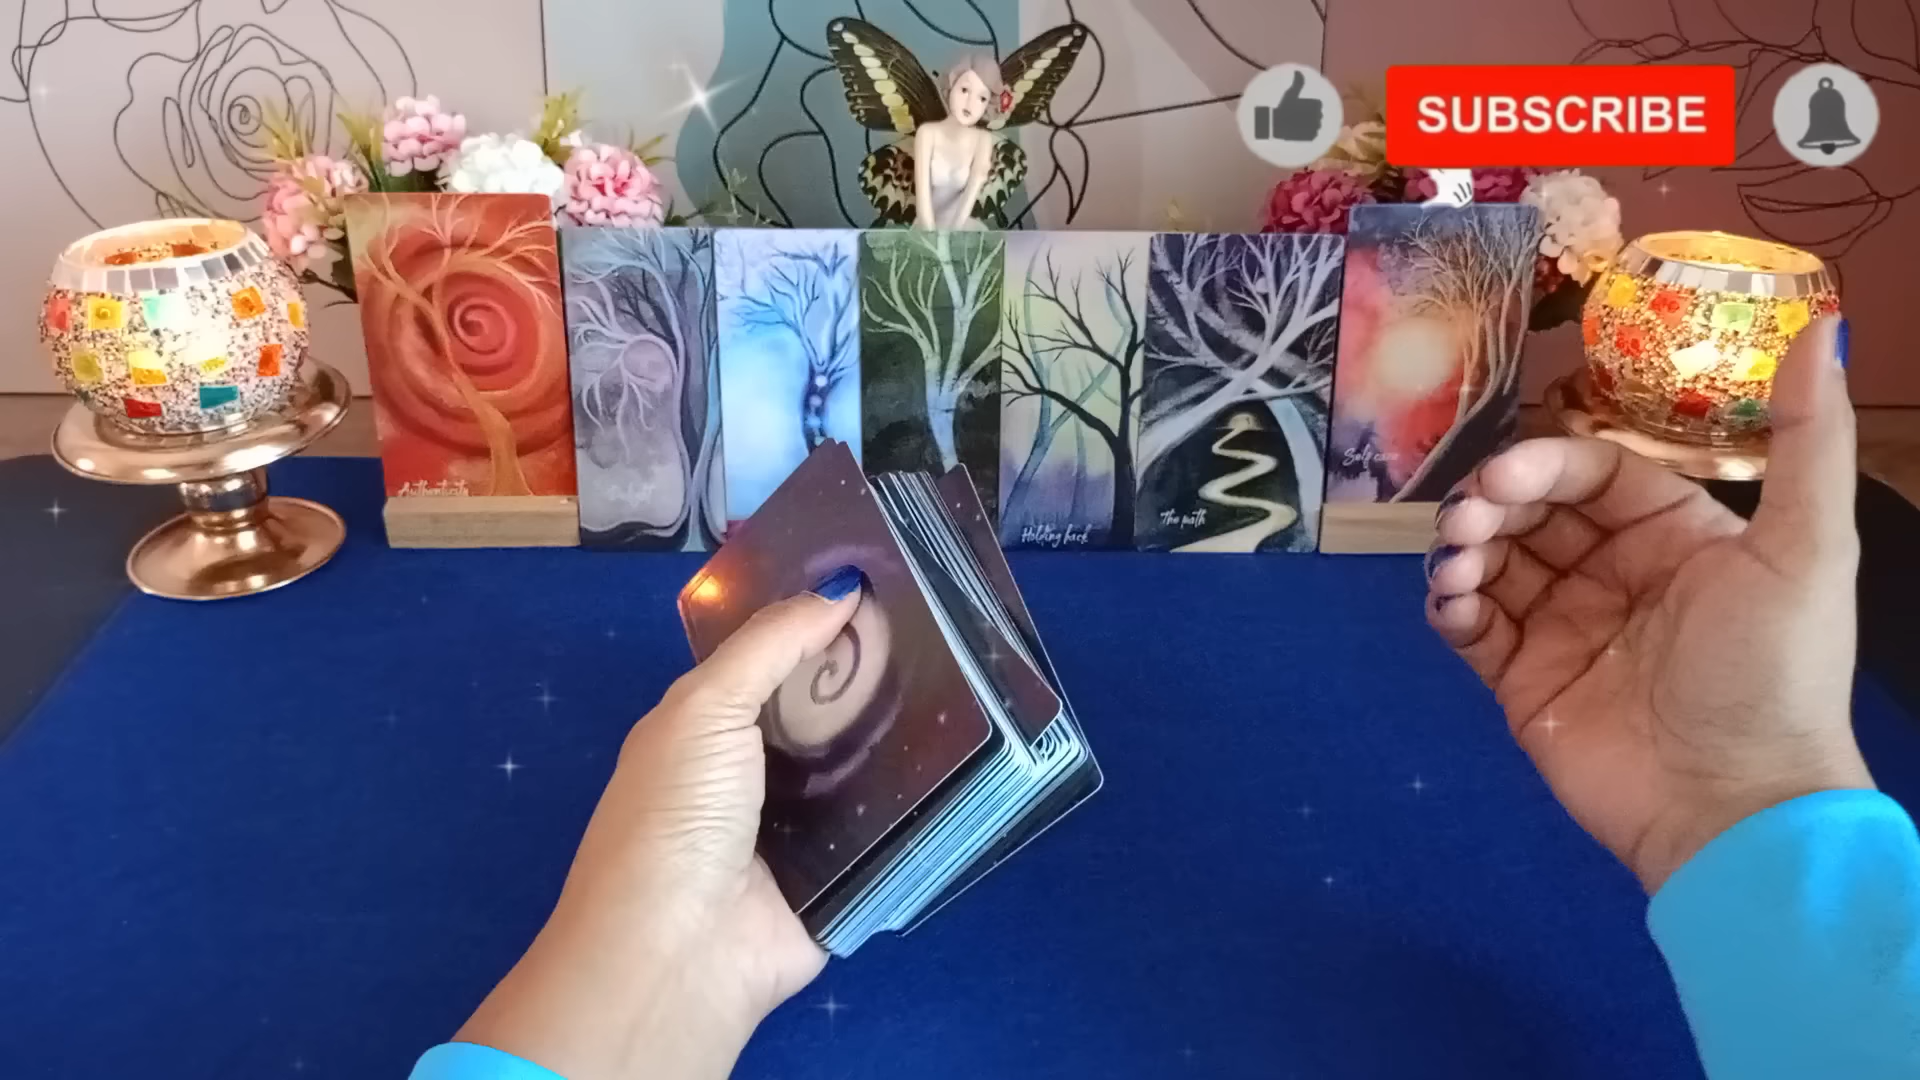 SUBSCRIBE
Authenticity
Holding back
The path
Self care